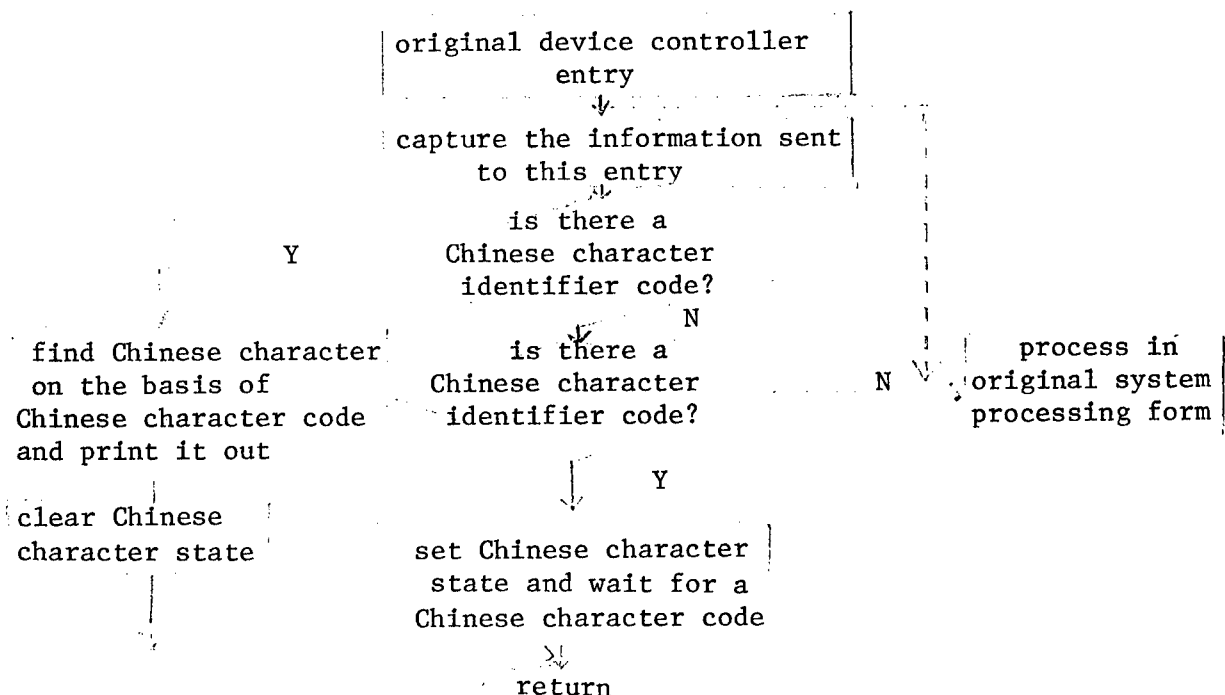 original device controller
entry
capture the information sent
to this entry
is there a
Chinese character
identifier code?
Y
N
find Chinese character
on the basis of
Chinese character code
and print it out
is there a
Chinese character
identifier code?
N
process in
original system
processing form
Y
clear Chinese
character state
set Chinese character
state and wait for a
Chinese character code
return